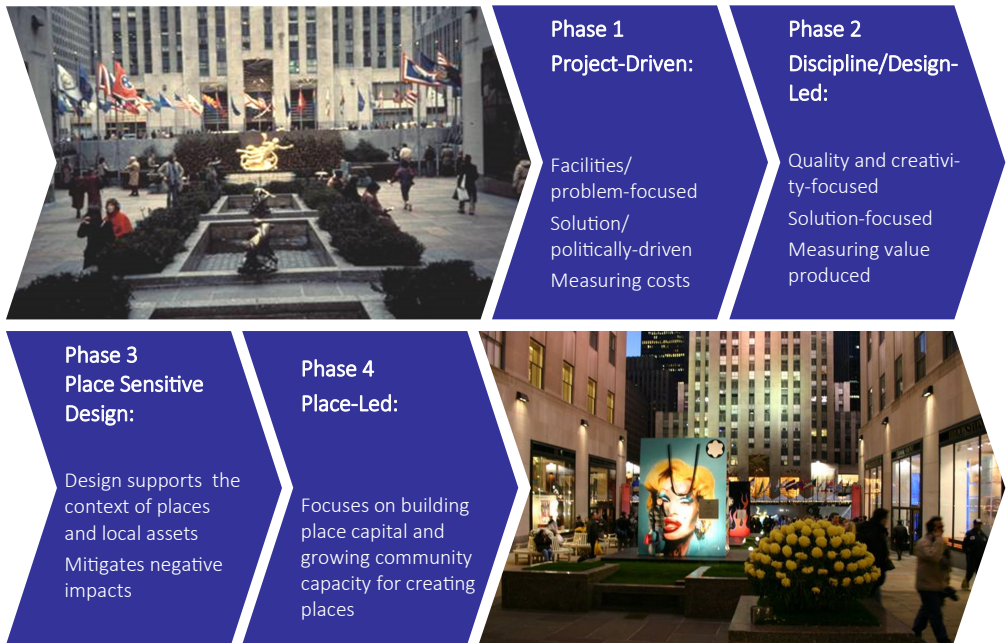 Phase 1
Project-Driven:
Facilities/
problem-focused
Solution/
politically-driven
Measuring costs
Phase 2
Discipline/Design-
Led:
Quality and creativi-
ty-focused
Solution-focused
Measuring value
produced
Phase 3
Place Sensitive
Design:
Design supports  the
context of places
and local assets
Mitigates negative
impacts
Phase 4
Place-Led:
Focuses on building
place capital and
growing community
capacity for creating
places